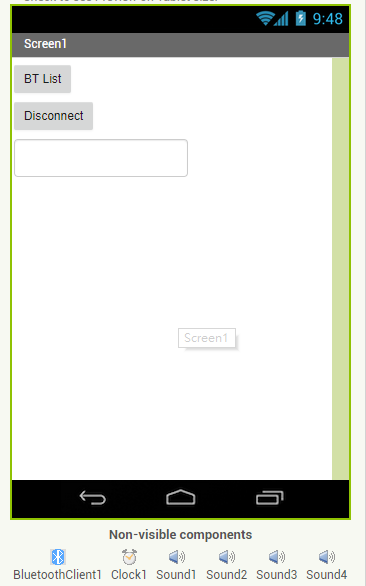 9:48
Screen1
BT List
Disconnect
Screen1
Non-visible components
BluetoothClient1 Clock1 Sound1 Sound2 Sound3 Sound4